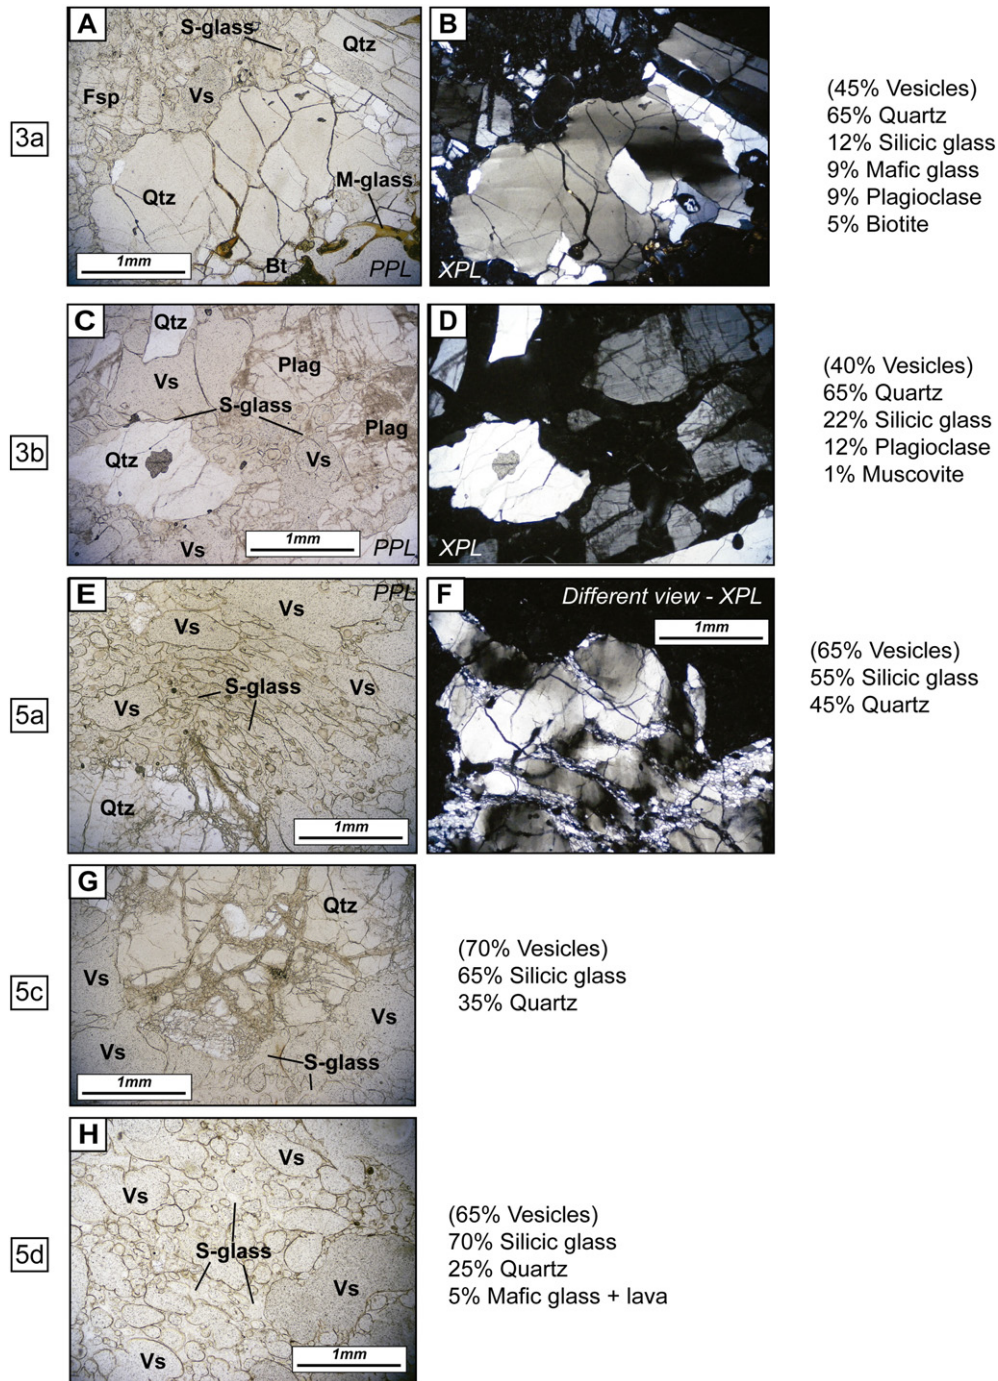 A
S-glass
Qtz
Fsp
Vs
Qtz
M-glass
Bt
1mm
PPL
B
XPL
3a
(45% Vesicles)
65% Quartz
12% Silicic glass
9% Mafic glass
9% Plagioclase
5% Biotite
C
Qtz
Plag
Vs
S-glass
Plag
Qtz
Vs
Vs
1mm
PPL
D
XPL
3b
(40% Vesicles)
65% Quartz
22% Silicic glass
12% Plagioclase
1% Muscovite
E
PPL
Vs
Vs
S-glass
Vs
Vs
Qtz
1mm
F
Different view - XPL
1mm
5a
(65% Vesicles)
55% Silicic glass
45% Quartz
G
Qtz
Vs
Vs
Vs
S-glass
1mm
5c
(70% Vesicles)
65% Silicic glass
35% Quartz
H
Vs
Vs
S-glass
Vs
Vs
1mm
5d
(65% Vesicles)
70% Silicic glass
25% Quartz
5% Mafic glass + lava